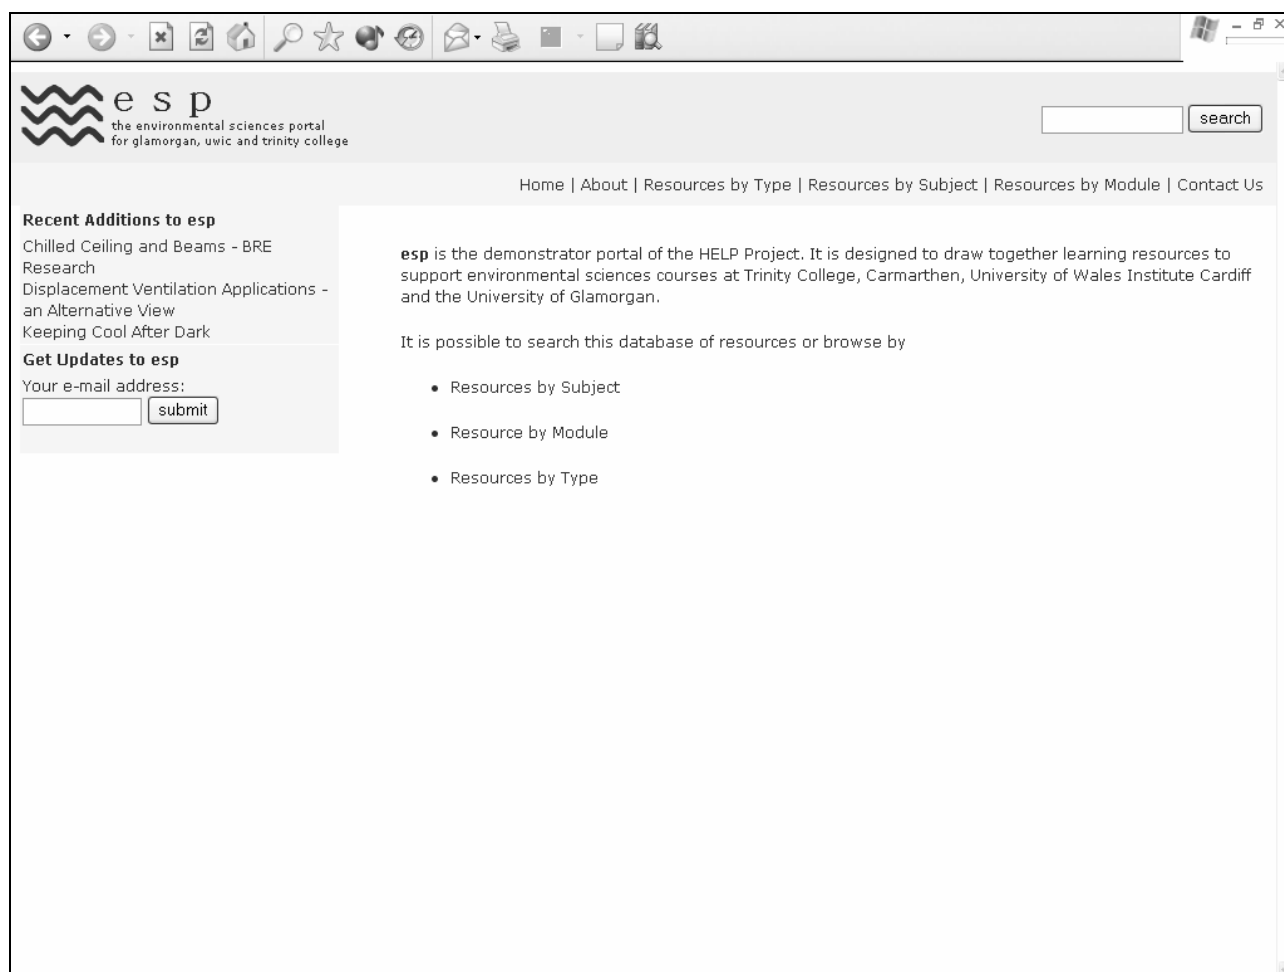 e s p
the environmental sciences portal
for glamorgan, uwic and trinity college
search
Home | About | Resources by Type | Resources by Subject | Resources by Module | Contact Us
Recent Additions to esp
Chilled Ceiling and Beams - BRE
Research
Displacement Ventilation Applications -
an Alternative View
Keeping Cool After Dark
Get Updates to esp
Your e-mail address:
submit
esp is the demonstrator portal of the HELP Project. It is designed to draw together learning resources to
support environmental sciences courses at Trinity College, Carmarthen, University of Wales Institute Cardiff
and the University of Glamorgan.
It is possible to search this database of resources or browse by
• Resources by Subject
• Resource by Module
• Resources by Type